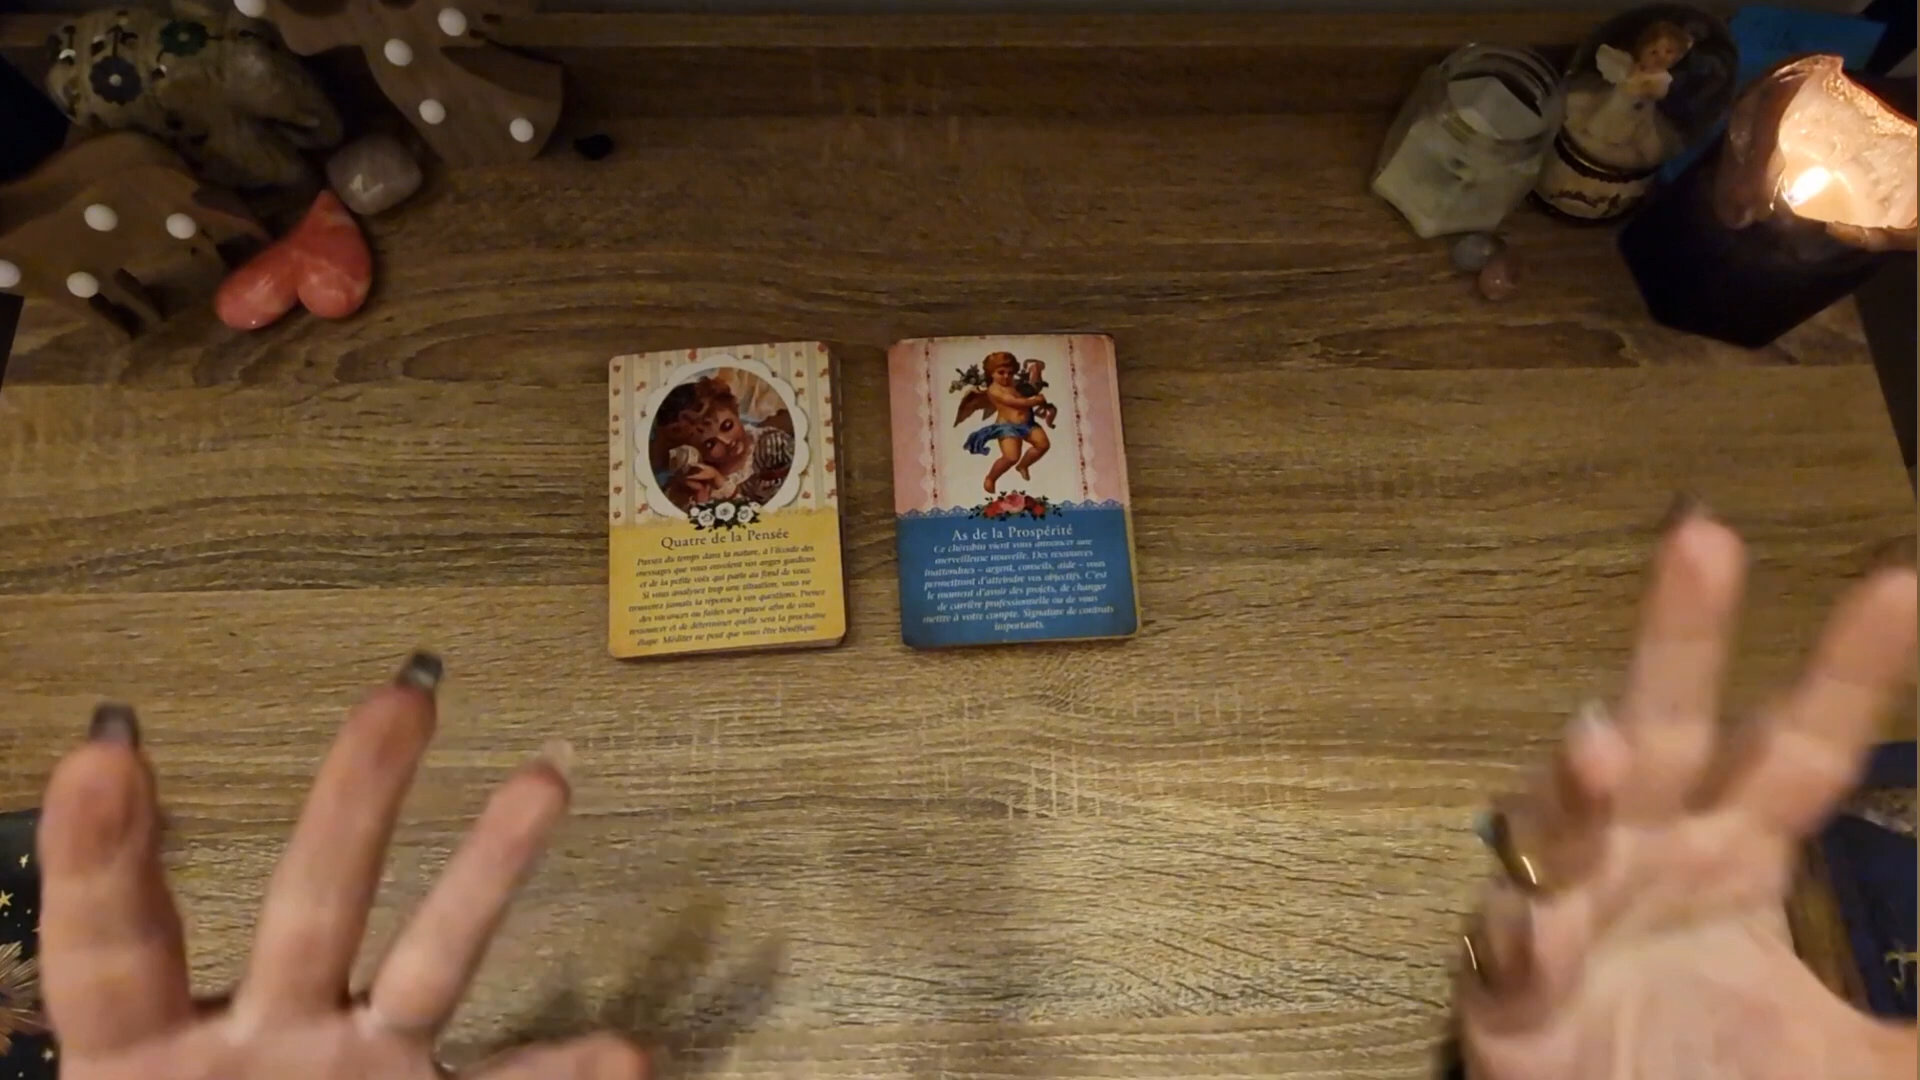 Quatre de la Pensée
Passez du temps dans la nature, à l'écoute des
messages que vous envoient vos anges gardiens
et de la petite voix qui parle au fond de vous.
Si vous analysez trop une situation, vous ne
trouverez jamais la réponse à vos questions. Prenez
des vacances ou faites une pause afin de vous
ressourcer et de déterminer quelle sera la prochaine
étape. Méditer ne peut que vous être bénéfique.
As de la Prospérité
Ce chérubin vient vous annoncer une
merveilleuse nouvelle. Des ressources
inattendues – argent, conseils, aide – vous
permettront d'atteindre vos objectifs. C'est
le moment d'avoir des projets, de changer
de carrière professionnelle ou de vous
mettre à votre compte. Signature de contrats
importants.